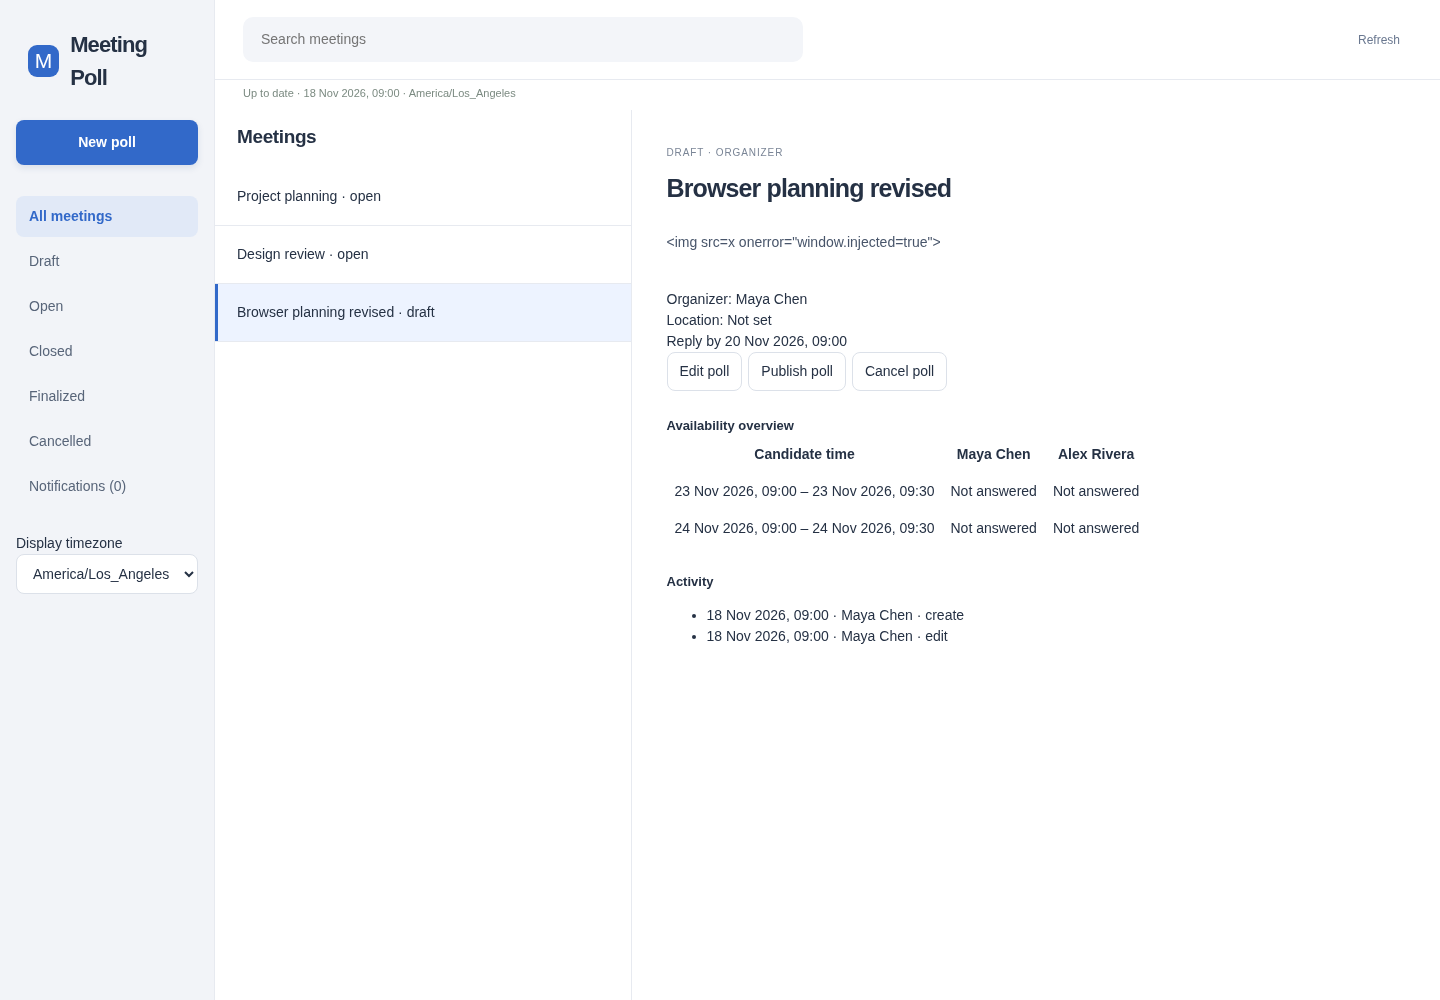 M
Meeting
Poll
New poll
All meetings
Draft
Open
Closed
Finalized
Cancelled
Notifications (0)
Display timezone
America/Los_Angeles
Search meetings
Refresh
Up to date · 18 Nov 2026, 09:00 · America/Los_Angeles
Meetings
Project planning · open
Design review · open
Browser planning revised · draft
DRAFT · ORGANIZER
Browser planning revised
<img src=x onerror="window.injected=true">
Organizer: Maya Chen
Location: Not set
Reply by 20 Nov 2026, 09:00
Edit poll Publish poll Cancel poll
Availability overview
Candidate time Maya Chen Alex Rivera
23 Nov 2026, 09:00 – 23 Nov 2026, 09:30 Not answered Not answered
24 Nov 2026, 09:00 – 24 Nov 2026, 09:30 Not answered Not answered
Activity
• 18 Nov 2026, 09:00 · Maya Chen · create
• 18 Nov 2026, 09:00 · Maya Chen · edit